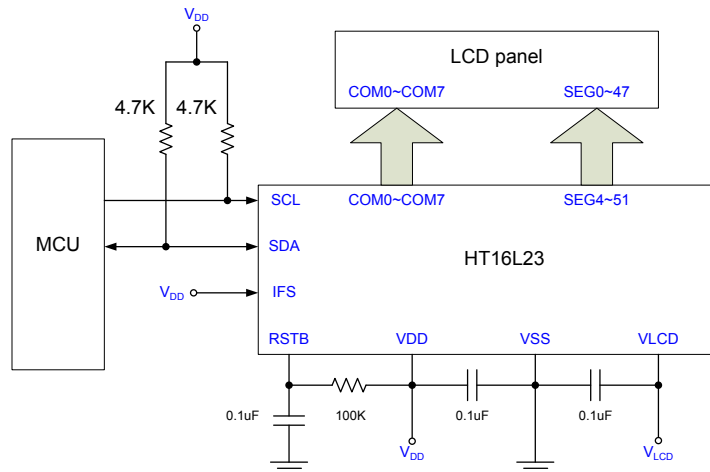 VDD
LCD panel
COM0~COM7 SEG0~47
4.7K 4.7K
MCU
SCL COM0~COM7 SEG4~51
SDA
HT16L23
VDD IFS
RSTB VDD VSS VLCD
0.1uF 100K 0.1uF 0.1uF
VDD VLCD